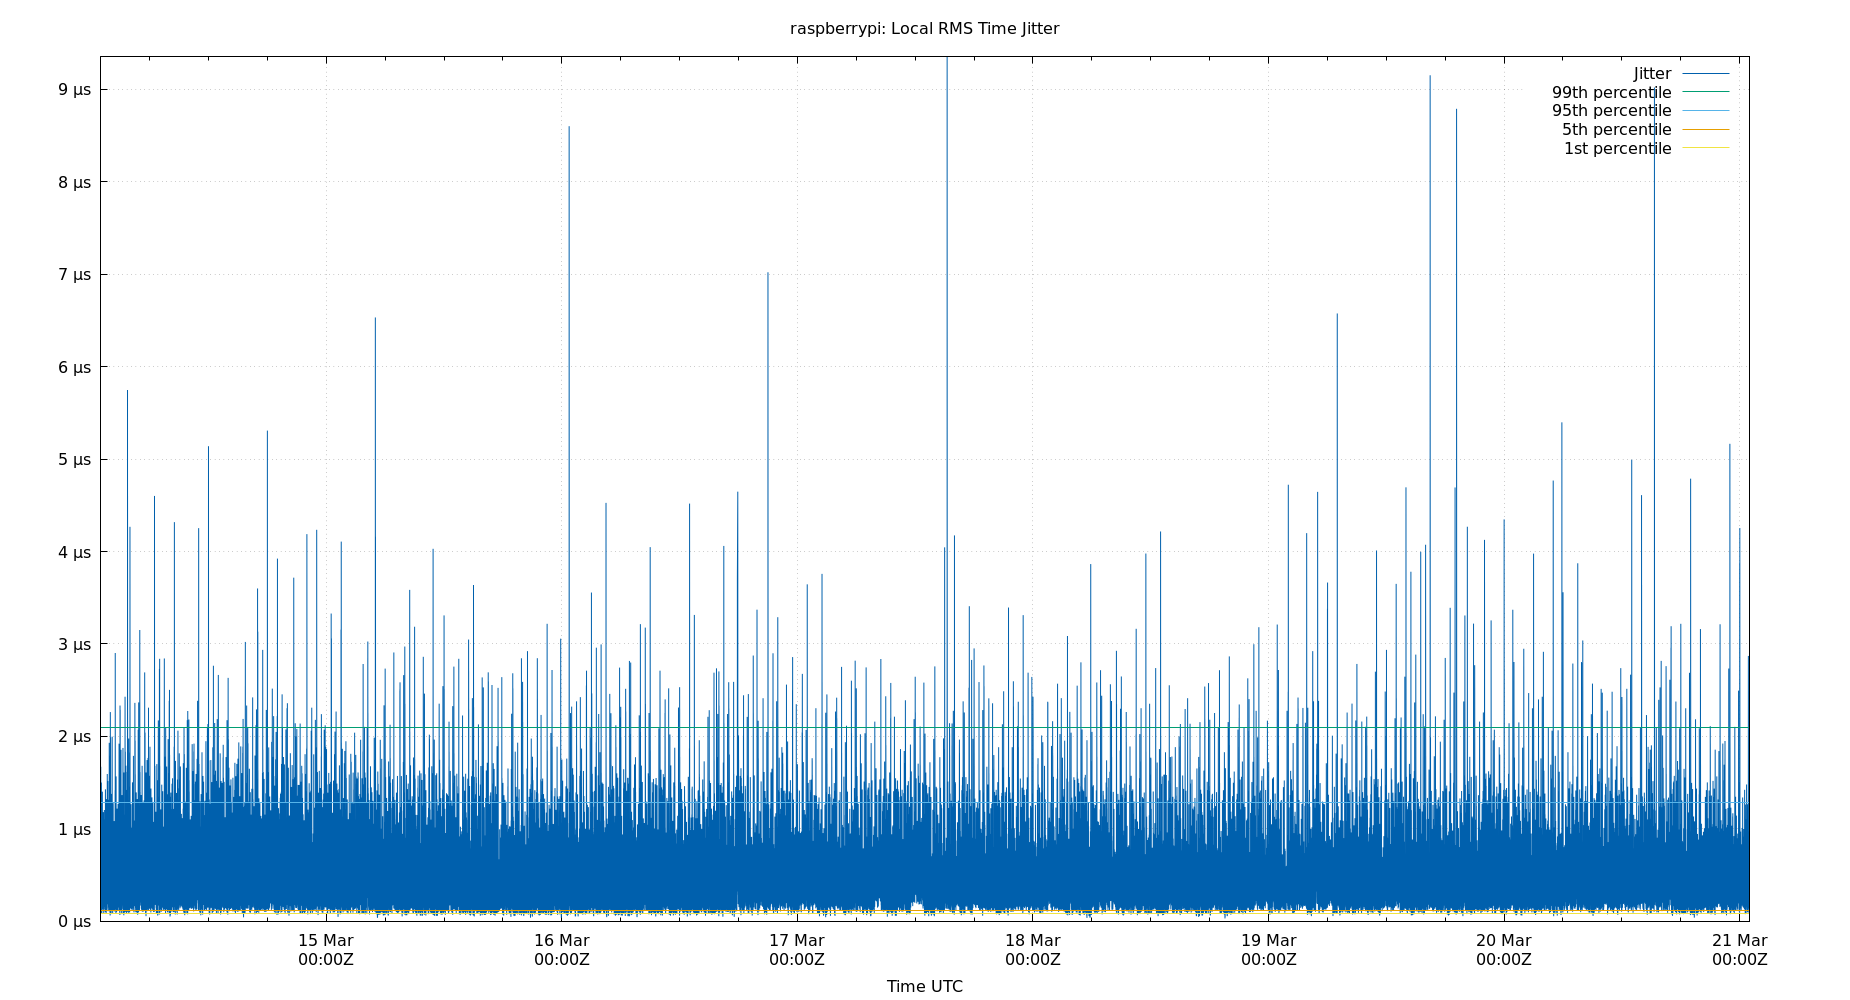 raspberrypi: Local RMS Time Jitter
9 µs
8 µs
7 µs
6 µs
5 µs
4 µs
3 µs
2 µs
1 µs
0 µs
Jitter
99th percentile
95th percentile
5th percentile
1st percentile
15 Mar
00:00Z
16 Mar
00:00Z
17 Mar
00:00Z
18 Mar
00:00Z
19 Mar
00:00Z
20 Mar
00:00Z
21 Mar
00:00Z
Time UTC